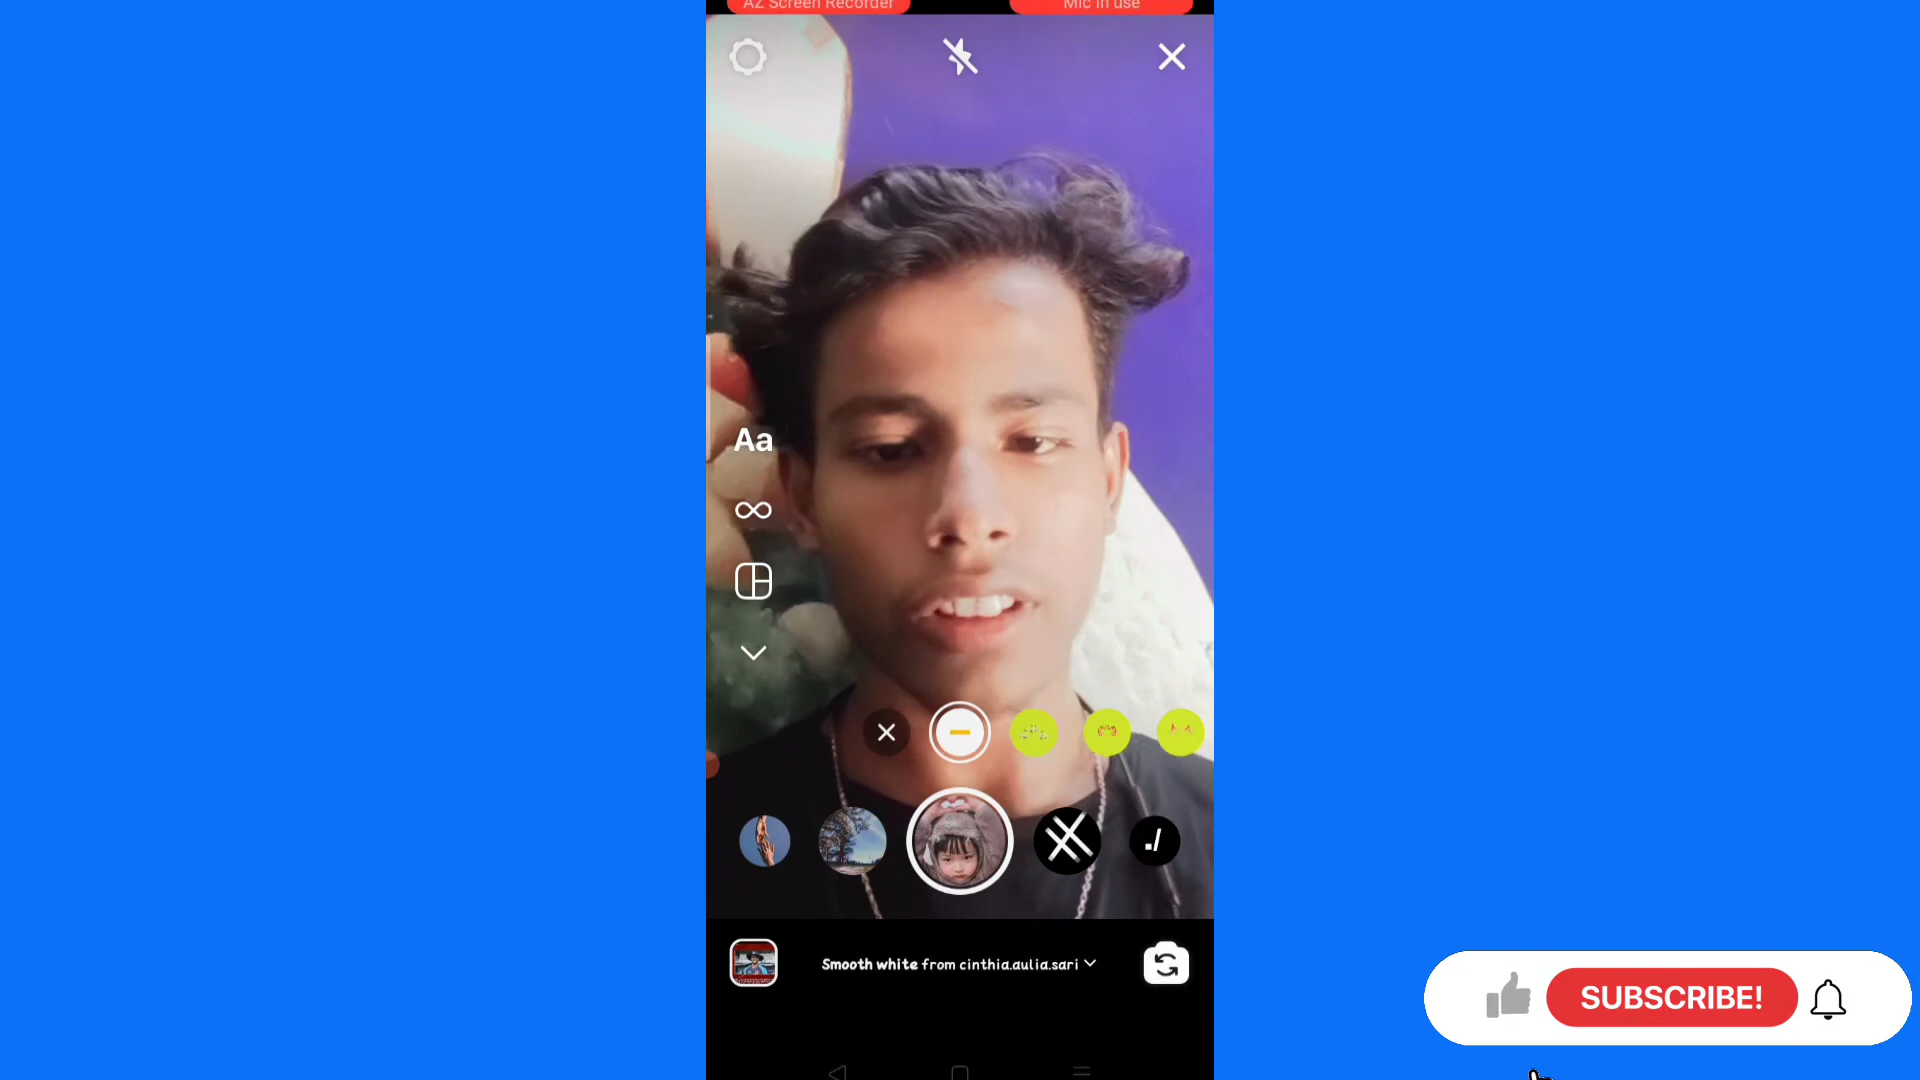 AZ Screen Recorder
Mic in use
Aa
Smooth white from cinthia.aulia.sari
SUBSCRIBE!